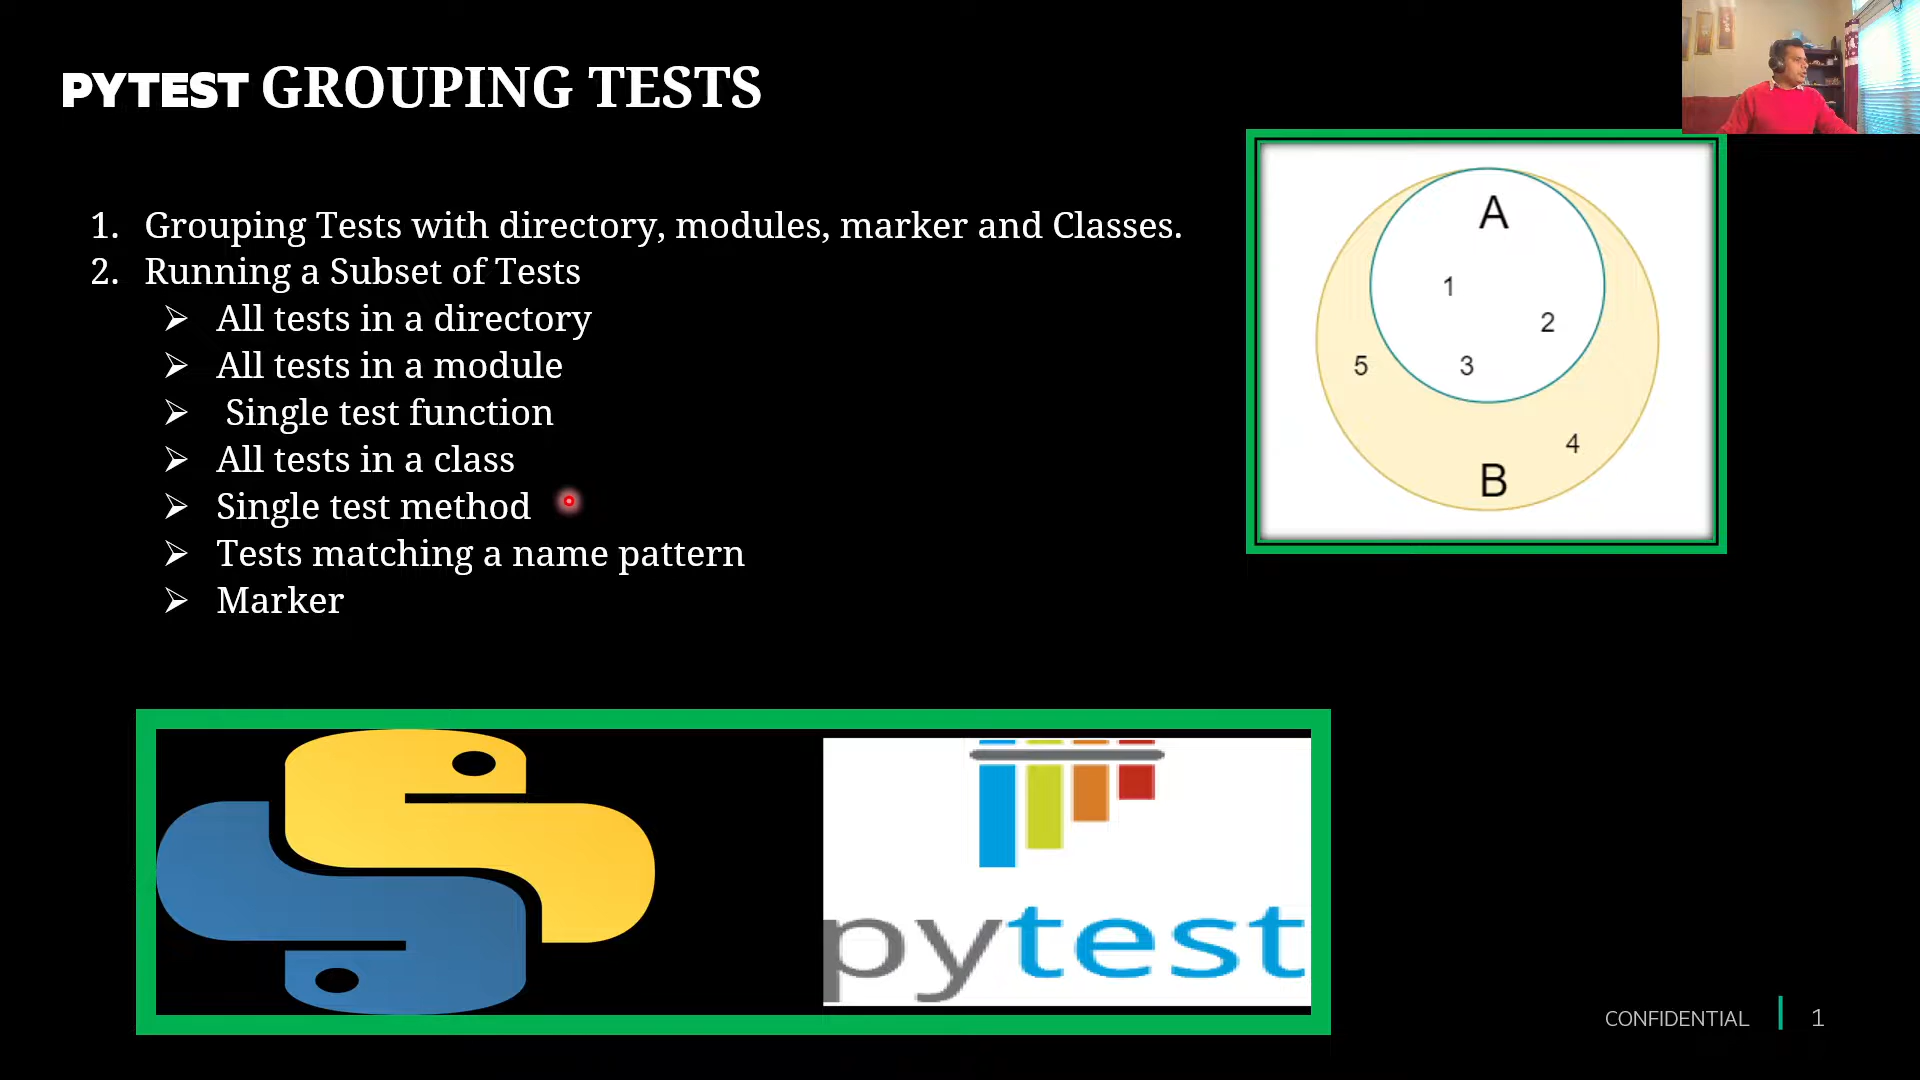 PYTEST GROUPING TESTS
1. Grouping Tests with directory, modules, marker and Classes.
2. Running a Subset of Tests
➢ All tests in a directory
➢ All tests in a module
➢ Single test function
➢ All tests in a class
➢ Single test method
➢ Tests matching a name pattern
➢ Marker
A
1
2
3
5
4
B
pytest
CONFIDENTIAL | 1